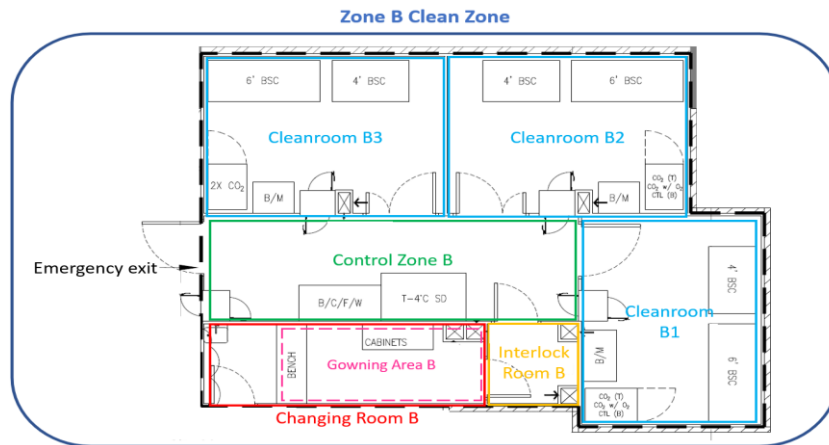 Zone B Clean Zone
6' BSC
4' BSC
4' BSC
6' BSC
Cleanroom B3
Cleanroom B2
2X CO₂
B/M
B/M
CO₂ (T)
CO₂ w/ O₂
CTL (B)
Emergency exit
Control Zone B
B/C/F/W
T-4°C SD
4' BSC
Cleanroom
B1
6' BSC
B/M
CO₂ (T)
CO₂ w/ O₂
CTL (B)
BENCH
CABINETS
Gowning Area B
Interlock
Room B
Changing Room B